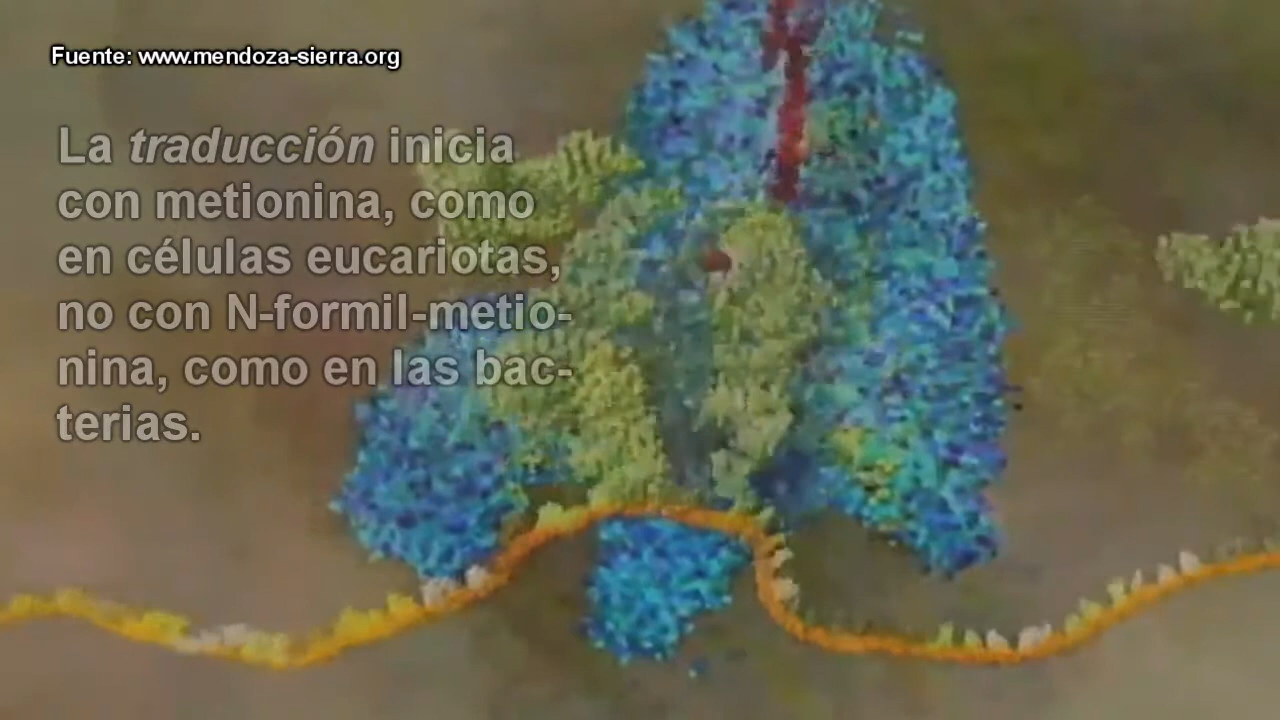 Fuente: www.mendoza-sierra.org
La traducción inicia
con metionina, como
en células eucariotas,
no con N-formil-metio-
nina, como en las bac-
terias.